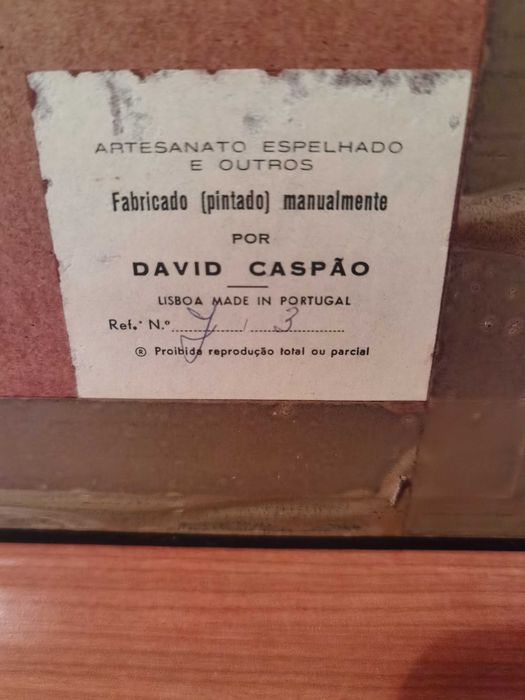 ARTESANATO ESPELHADO
E OUTROS
Fabricado (pintado) manualmente
POR
DAVID CASPÃO
LISBOA MADE IN PORTUGAL
Ref.ª N.º 7 , 3
® Proibida reprodução total ou parcial